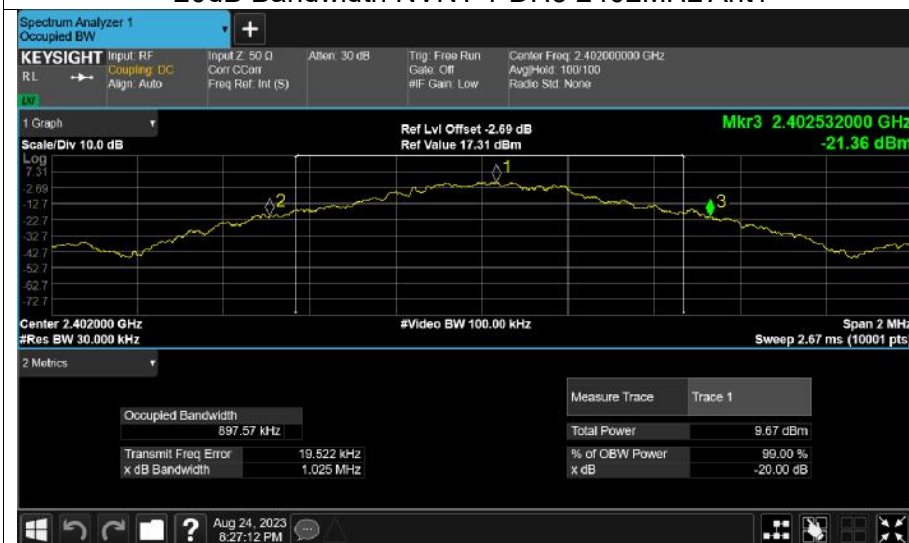 Spectrum Analyzer 1
Occupied BW
+
KEYSIGHT Input: RF Input Z: 50 Ω Atten: 30 dB Trig: Free Run Center Freq: 2.402000000 GHz
RL Coupling: DC Corr CCorr Gate: Off Avg|Hold: 100/100
Align: Auto Freq Ref: Int (S) #IF Gain: Low Radio Std: None
1 Graph Ref Lvl Offset -2.69 dB Mkr3 2.402532000 GHz
Scale/Div 10.0 dB Ref Value 17.31 dBm -21.36 dBm
Log
7.31
-2.69
-12.7
-22.7
-32.7
-42.7
-52.7
-62.7
-72.7
1
2
3
Center 2.402000 GHz #Video BW 100.00 kHz Span 2 MHz
#Res BW 30.000 kHz Sweep 2.67 ms (10001 pts
2 Metrics
Measure Trace Trace 1
Occupied Bandwidth
897.57 kHz Total Power 9.67 dBm
Transmit Freq Error 19.522 kHz % of OBW Power 99.00 %
x dB Bandwidth 1.025 MHz x dB -20.00 dB
? Aug 24, 2023
8:27:12 PM